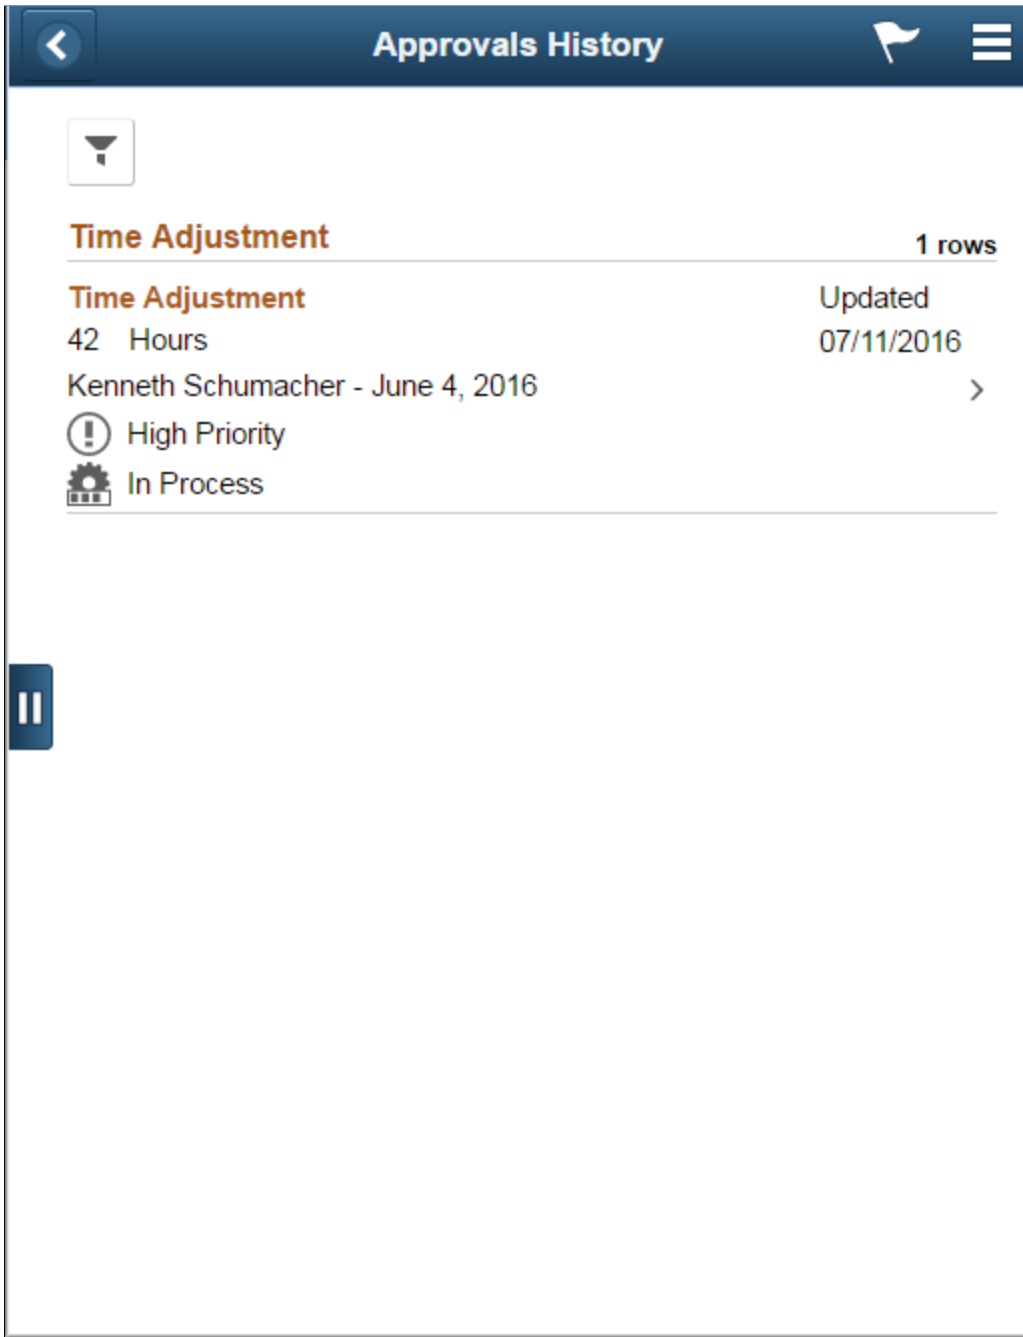 Approvals History
Time Adjustment
1 rows
Time Adjustment
Updated
42 Hours
07/11/2016
Kenneth Schumacher - June 4, 2016
High Priority
In Process